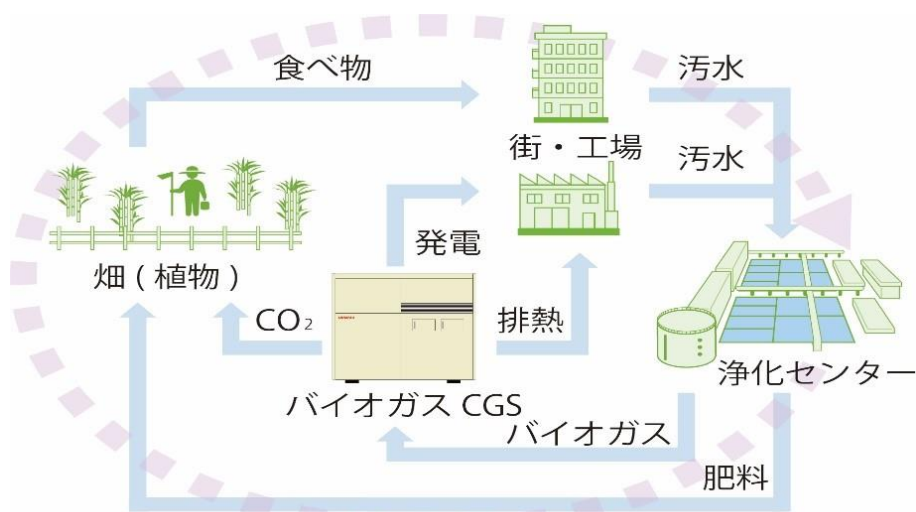 食べ物
汚水
街・工場
汚水
発電
畑(植物)
CO₂
排熱
浄化センター
バイオガス CGS
バイオガス
肥料